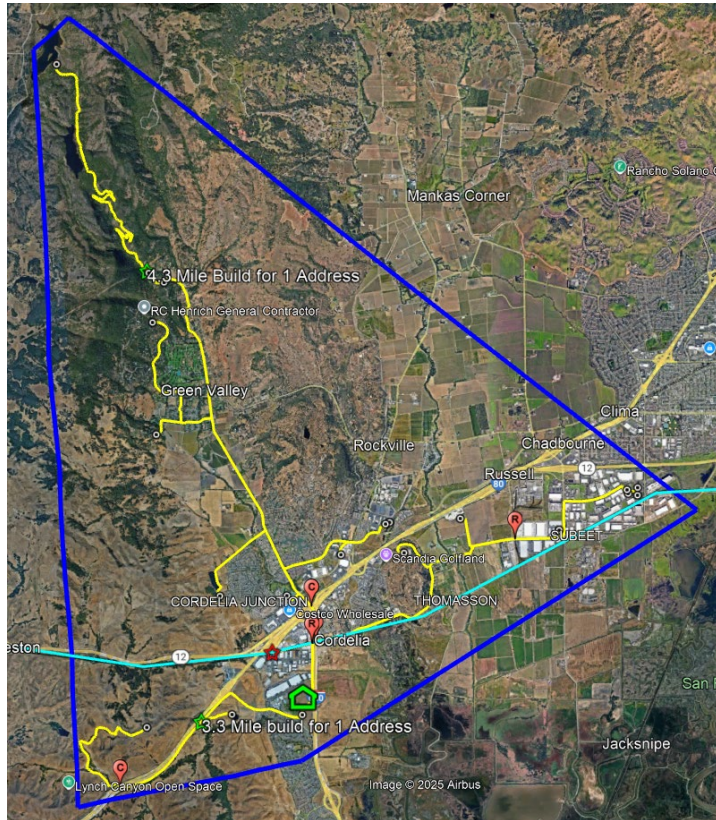 Rancho Solano G
Mankas Corner
4.3 Mile Build for 1 Address
RC Henrich General Contractor
Green Valley
Clima
Rockville
Chadbourne
Russell
12
80
R
SUBEET
Scandia Golfland
C
CORDELIA JUNCTION
THOMASSON
Costco Wholesale
R
Cordelia
eston
12
San
3.3 Mile build for 1 Address
Jacksnipe
C
Lynch Canyon Open Space
Image © 2025 Airbus